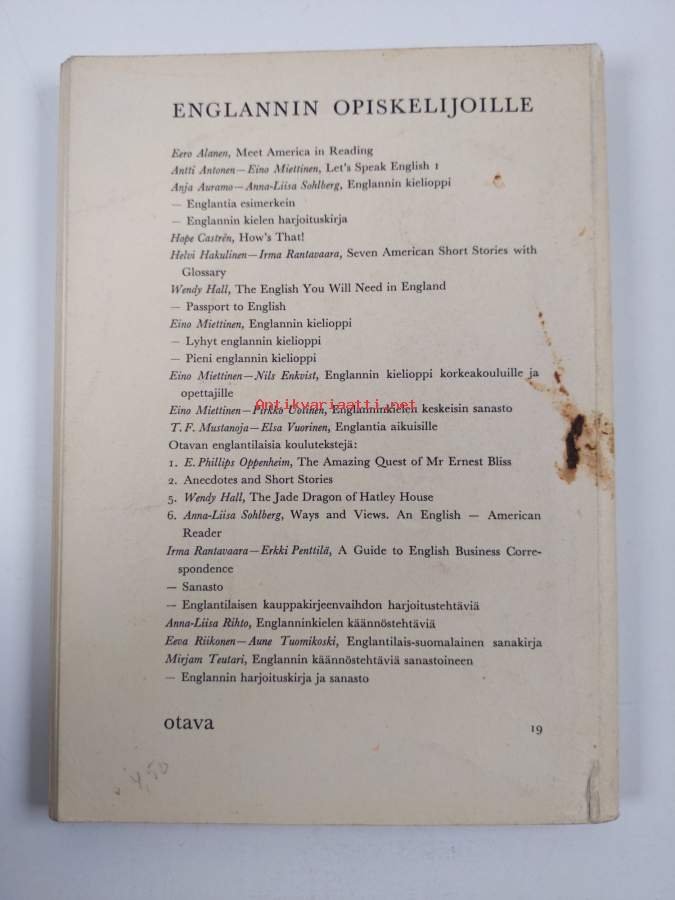 ENGLANNIN OPISKELIJOILLE
Eero Alanen, Meet America in Reading
Antti Antonen—Eino Miettinen, Let's Speak English 1
Anja Auramo—Anna-Liisa Sohlberg, Englannin kielioppi
— Englantia esimerkein
— Englannin kielen harjoituskirja
Hope Castrén, How's That!
Helvi Hakulinen—Irma Rantavaara, Seven American Short Stories with
Glossary
Wendy Hall, The English You Will Need in England
— Passport to English
Eino Miettinen, Englannin kielioppi
— Lyhyt englannin kielioppi
— Pieni englannin kielioppi
Eino Miettinen—Nils Enkvist, Englannin kielioppi korkeakouluille ja
opettajille
Antikvariaatti.net
Eino Miettinen—Pirkko Uotinen, Englanninkielen keskeisin sanasto
T. F. Mustanoja—Elsa Vuorinen, Englantia aikuisille
Otavan englantilaisia koulutekstejä:
1. E. Phillips Oppenheim, The Amazing Quest of Mr Ernest Bliss
2. Anecdotes and Short Stories
5. Wendy Hall, The Jade Dragon of Hatley House
6. Anna-Liisa Sohlberg, Ways and Views. An English — American
Reader
Irma Rantavaara—Erkki Penttilä, A Guide to English Business Corre-
spondence
— Sanasto
— Englantilaisen kauppakirjeenvaihdon harjoitustehtäviä
Anna-Liisa Rihto, Englanninkielen käännöstehtäviä
Eeva Riikonen—Aune Tuomikoski, Englantilais-suomalainen sanakirja
Mirjam Teutari, Englannin käännöstehtäviä sanastoineen
— Englannin harjoituskirja ja sanasto
otava
19
4,50